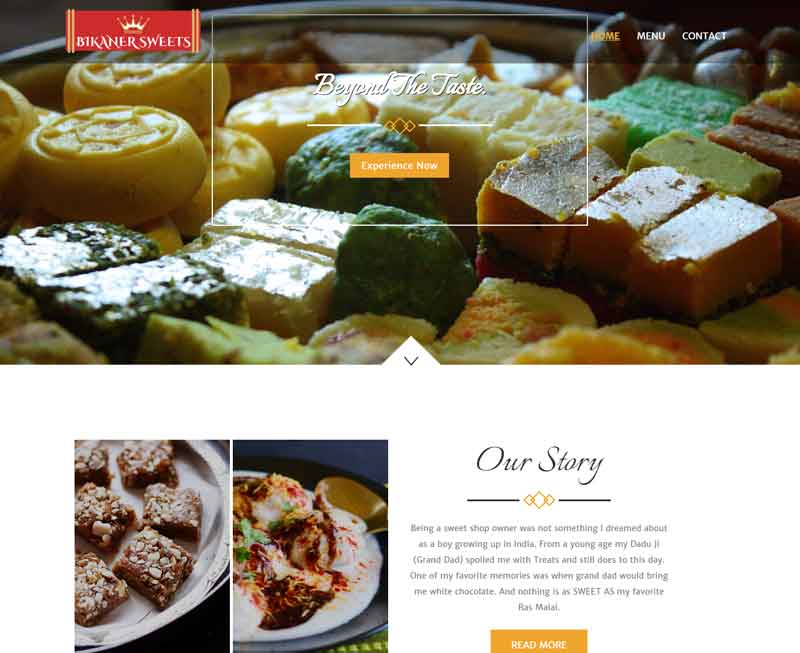 BIKANER SWEETS
HOME MENU CONTACT
Beyond The Taste.
Experience Now
Our Story
Being a sweet shop owner was not something I dreamed about
as a boy growing up in India. From a young age my Dadu Ji
(Grand Dad) spoiled me with Treats and still does to this day.
One of my favorite memories was when grand dad would bring
me white chocolate. And nothing is as SWEET AS my favorite
Ras Malai.
READ MORE